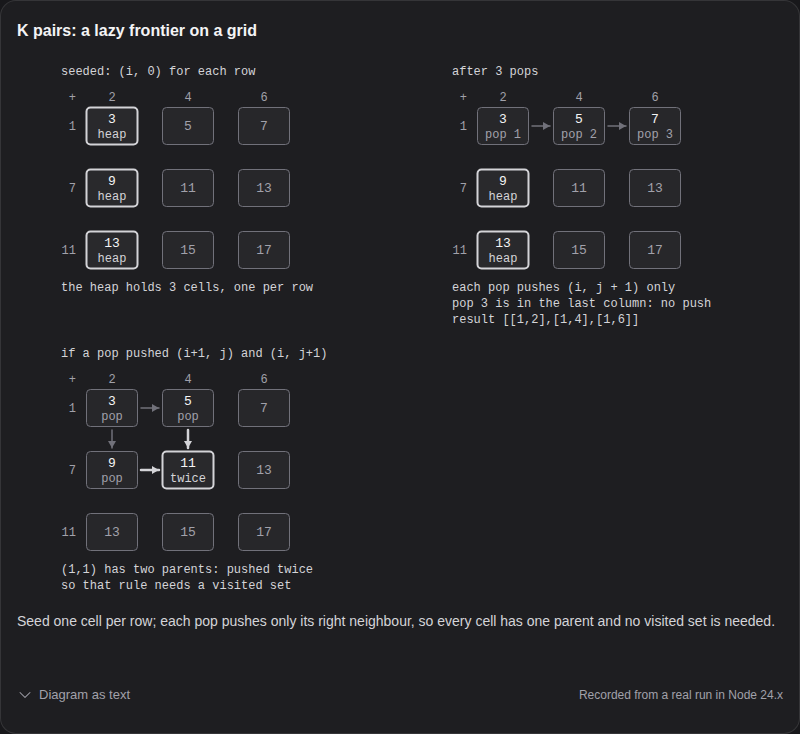 K pairs: a lazy frontier on a grid
seeded: (i, 0) for each row
+ 2 4 6
1 3 5 7
heap
7 9 11 13
heap
11 13 15 17
heap
the heap holds 3 cells, one per row
after 3 pops
+ 2 4 6
1 3 5 7
pop 1 pop 2 pop 3
7 9 11 13
heap
11 13 15 17
heap
each pop pushes (i, j + 1) only
pop 3 is in the last column: no push
result [[1,2],[1,4],[1,6]]
if a pop pushed (i+1, j) and (i, j+1)
+ 2 4 6
1 3 5 7
pop pop
7 9 11 13
pop twice
11 13 15 17
(1,1) has two parents: pushed twice
so that rule needs a visited set
Seed one cell per row; each pop pushes only its right neighbour, so every cell has one parent and no visited set is needed.
Diagram as text
Recorded from a real run in Node 24.x